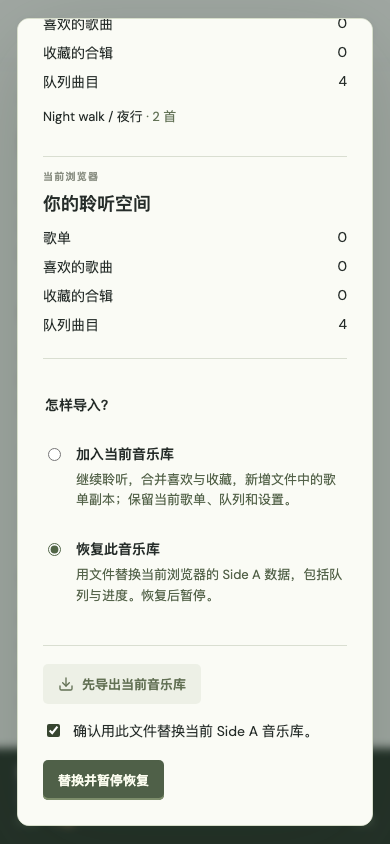 喜欢的歌曲 0
收藏的合辑 0
队列曲目 4
Night walk / 夜行 · 2 首
当前浏览器
你的聆听空间
歌单 0
喜欢的歌曲 0
收藏的合辑 0
队列曲目 4
怎样导入?
加入当前音乐库
继续聆听，合并喜欢与收藏，新增文件中的歌
单副本；保留当前歌单、队列和设置。
恢复此音乐库
用文件替换当前浏览器的 Side A 数据，包括队
列与进度。恢复后暂停。
先导出当前音乐库
确认用此文件替换当前 Side A 音乐库。
替换并暂停恢复